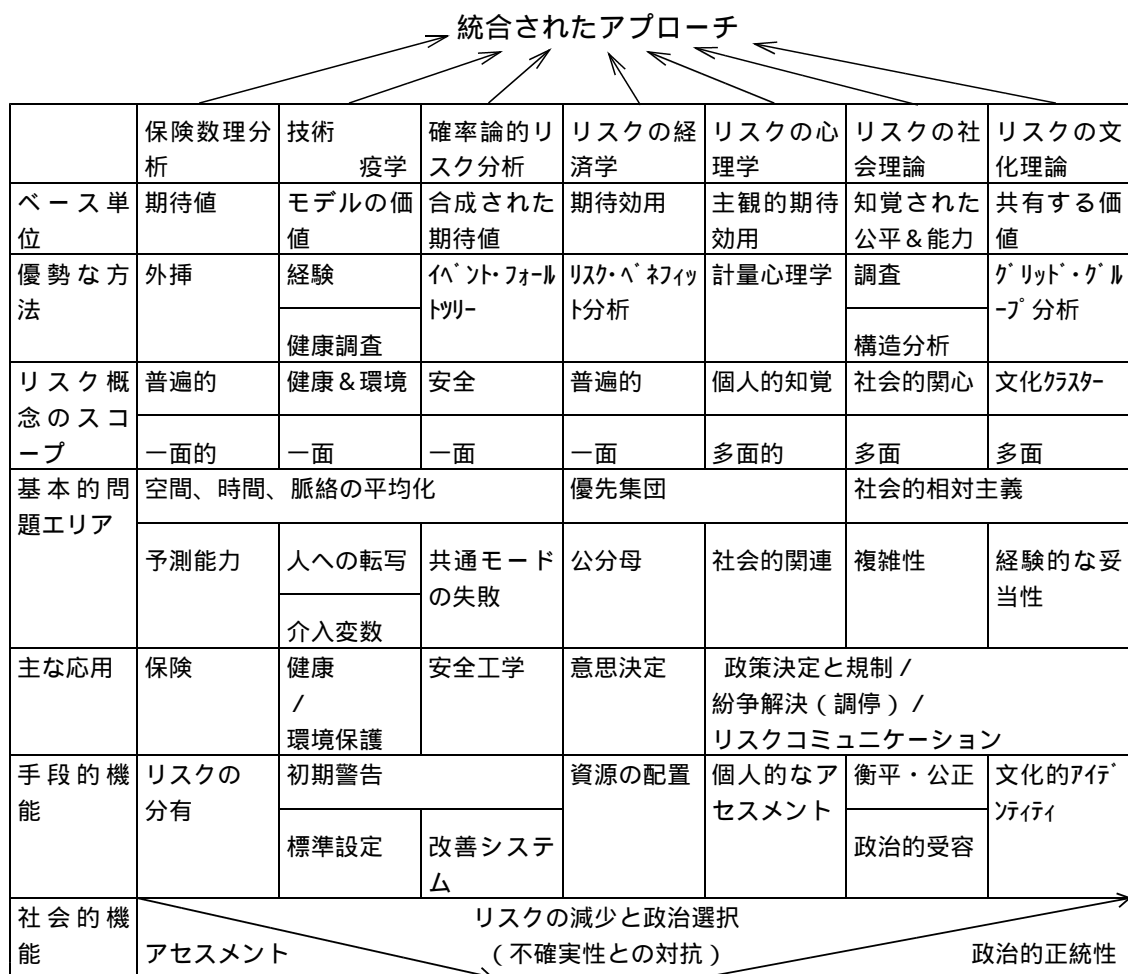 統合されたアプローチ
保険数理分析
技術 疫学
確率論的リスク分析
リスクの経済学
リスクの心理学
リスクの社会理論
リスクの文化理論
ベース単位
期待値
モデルの価値
合成された期待値
期待効用
主観的期待効用
知覚された公平&能力
共有する価値
優勢な方法
外挿
経験
健康調査
イベント・フォールトツリー
リスク・ベネフィット分析
計量心理学
調査
構造分析
グリッド・グループ分析
リスク概念のスコープ
普遍的
健康&環境
安全
普遍的
個人的知覚
社会的関心
文化クラスター
一面的
一面
一面
一面
多面的
多面
多面
基本的問題エリア
空間、時間、脈絡の平均化
優先集団
社会的相対主義
予測能力
人への転写
介入変数
共通モードの失敗
公分母
社会的関連
複雑性
経験的な妥当性
主な応用
保険
健康
/
環境保護
安全工学
意思決定
政策決定と規制/
紛争解決(調停)/
リスクコミュニケーション
手段的機能
リスクの
分有
初期警告
標準設定
改善システム
資源の配置
個人的なアセスメント
衡平・公正
政治的受容
文化的アイデンティティ
社会的機能
リスクの減少と政治選択
アセスメント
(不確実性との対抗)
政治的正統性